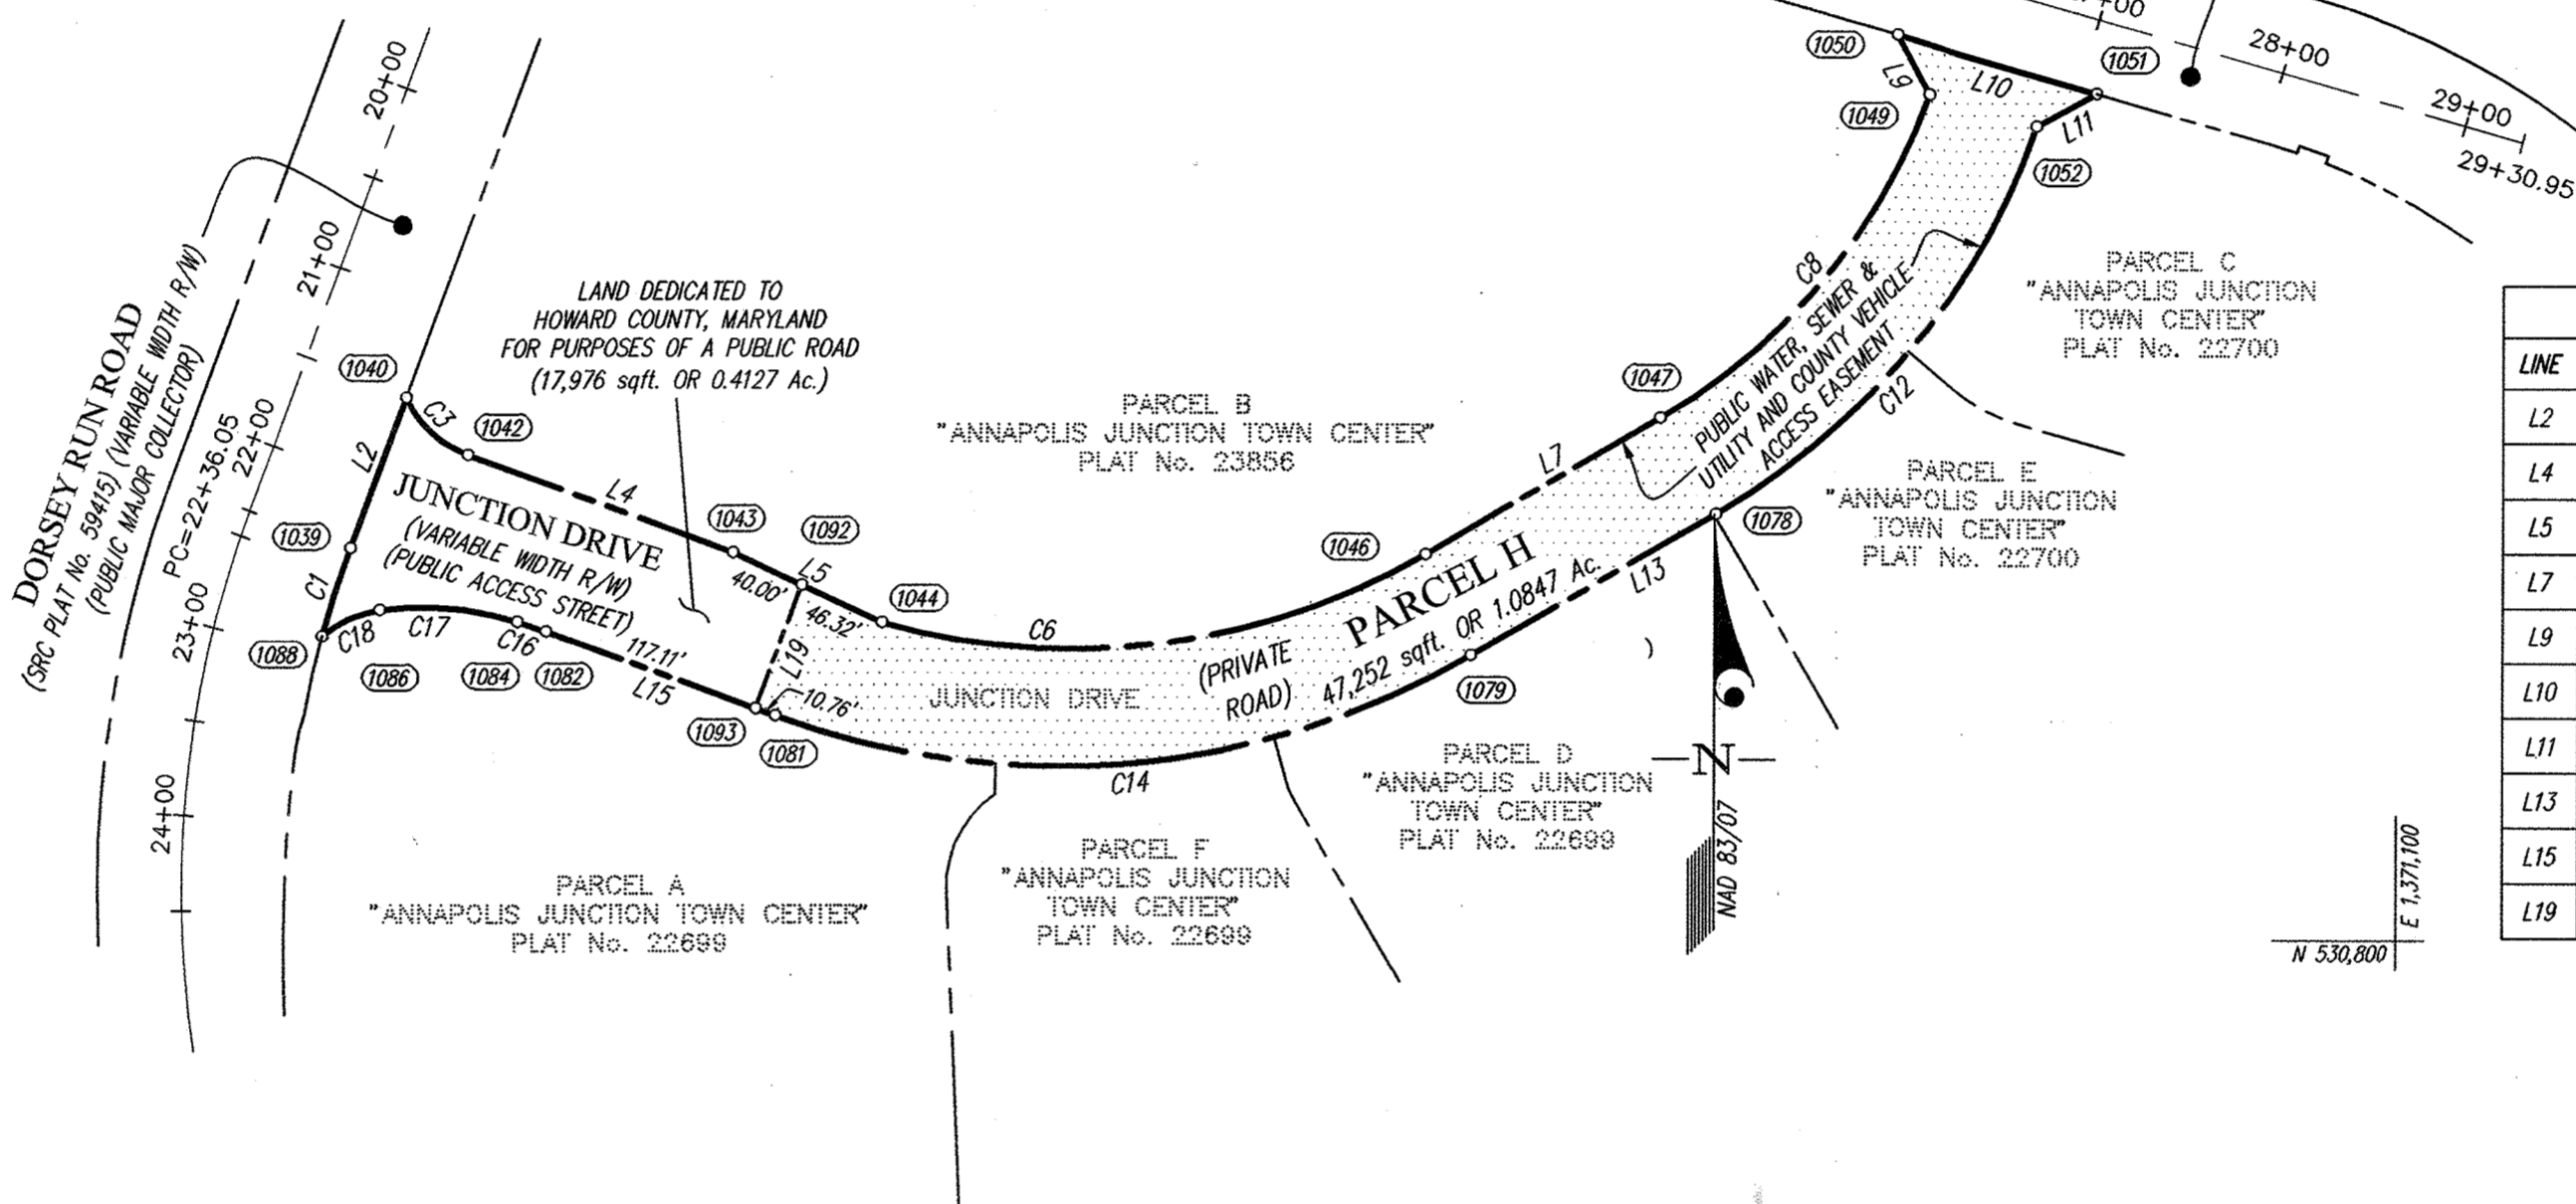 DORSEY RUN ROAD
(SRC PLAT No. 59415) (VARIABLE WIDTH R/W)
(PUBLIC MAJOR COLLECTOR)
20+00
21+00
PC=22+36.05
22+00
23+00
24+00
1040
L2
1039
C1
1088
C3
1042
L4
1043
1092
L5
40.00'
46.32'
1044
LAND DEDICATED TO
HOWARD COUNTY, MARYLAND
FOR PURPOSES OF A PUBLIC ROAD
(17,976 sqft. OR 0.4127 Ac.)
JUNCTION DRIVE
(VARIABLE WIDTH R/W)
(PUBLIC ACCESS STREET)
C18
C17
C16
1086
1084
1082
117.11'
L15
L19
10.76'
1093
1081
C6
JUNCTION DRIVE
(PRIVATE
ROAD)
PARCEL H
47,252 sqft. OR 1.0847 Ac.
C14
1046
L7
1047
C8
L13
1079
1078
C12
PUBLIC WATER, SEWER &
UTILITY AND COUNTY VEHICLE
ACCESS EASEMENT
1050
L9
1049
L10
1051
L11
1052
28+00
29+00
29+30.95
PARCEL B
"ANNAPOLIS JUNCTION TOWN CENTER"
PLAT No. 23856
PARCEL C
"ANNAPOLIS JUNCTION
TOWN CENTER"
PLAT No. 22700
PARCEL E
"ANNAPOLIS JUNCTION
TOWN CENTER"
PLAT No. 22700
PARCEL D
"ANNAPOLIS JUNCTION
TOWN CENTER"
PLAT No. 22699
PARCEL F
"ANNAPOLIS JUNCTION
TOWN CENTER"
PLAT No. 22699
PARCEL A
"ANNAPOLIS JUNCTION TOWN CENTER"
PLAT No. 22699
N
NAD 83/07
E 1,371,100
N 530,800
LINE
L2
L4
L5
L7
L9
L10
L11
L13
L15
L19